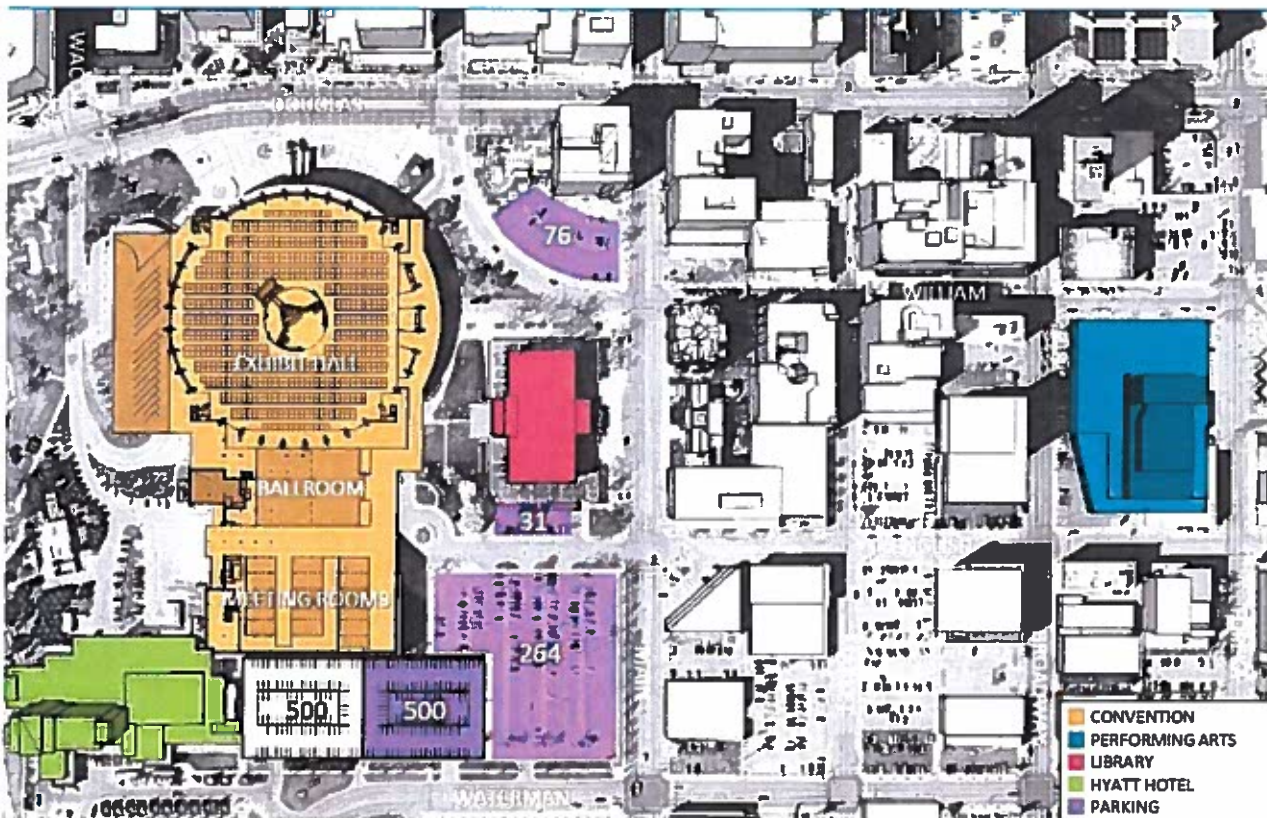 WAC
DOUGLAS
76
WILLIAM
EXHIBIT HALL
BALLROOM
31
MEETING ROOMS
264
500
500
WATERMAN
CONVENTION
PERFORMING ARTS
LIBRARY
HYATT HOTEL
PARKING